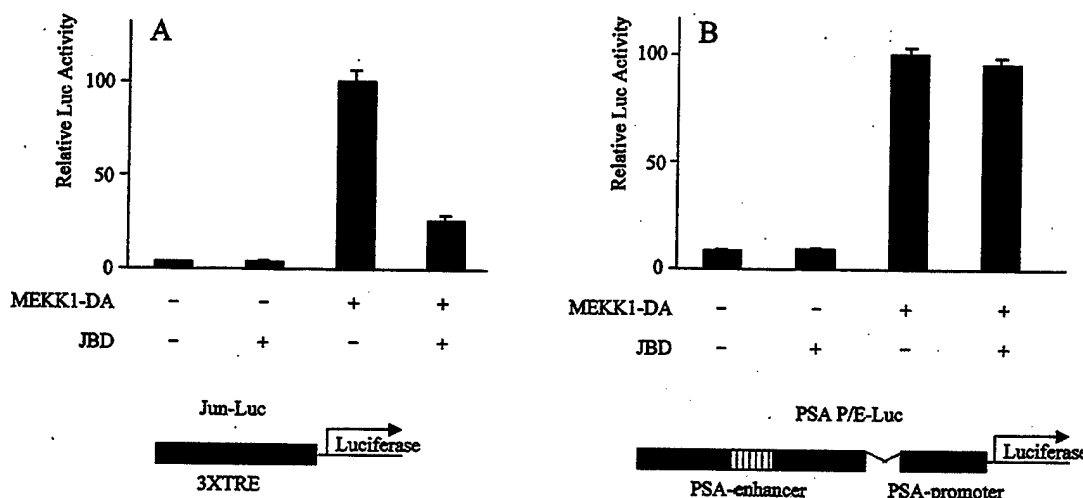 A
Relative Luc Activity
100
50
0
MEKK1-DA - - + +
JBD - + - +
Jun-Luc
Luciferase
3XTRE
B
Relative Luc Activity
100
50
0
MEKK1-DA - - + +
JBD - + - +
PSA P/E-Luc
Luciferase
PSA-enhancer PSA-promoter